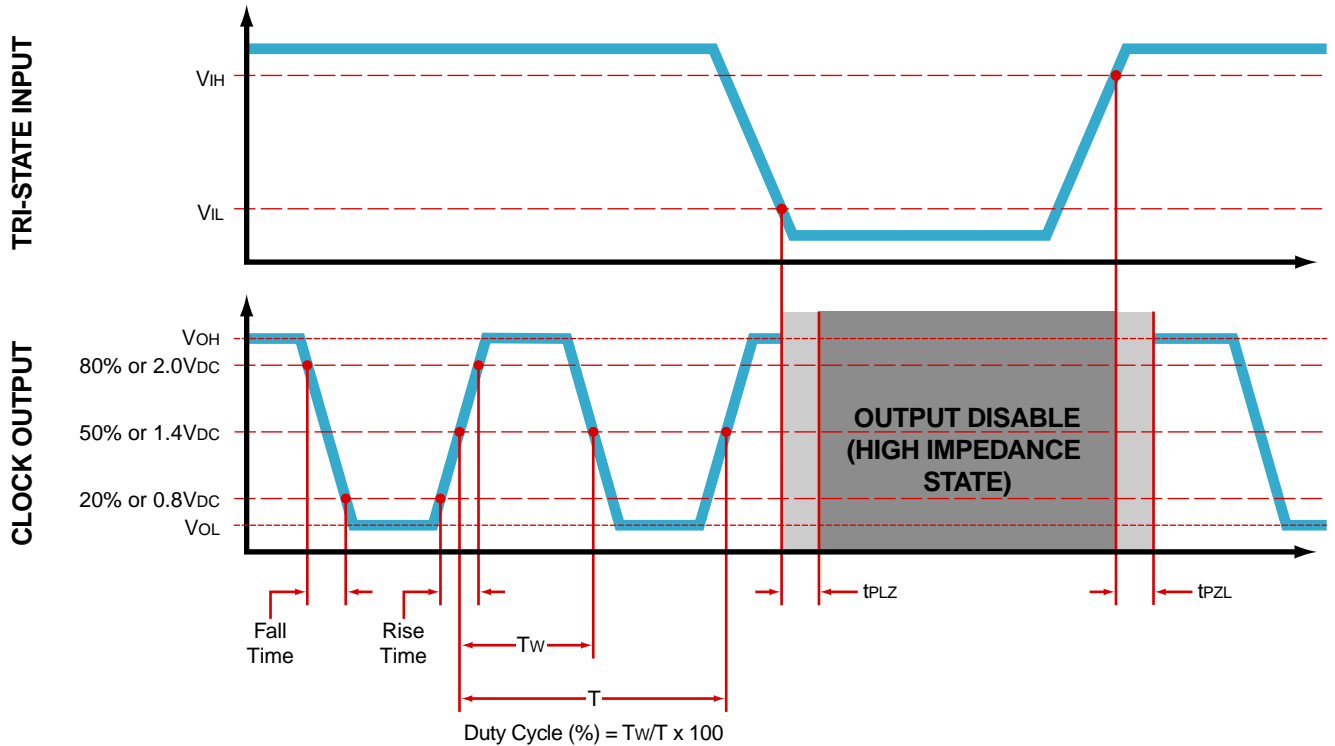 TRI-STATE INPUT
VIH
VIL
CLOCK OUTPUT
VOH
80% or 2.0VDC
50% or 1.4VDC
20% or 0.8VDC
VOL
OUTPUT DISABLE
(HIGH IMPEDANCE
STATE)
Fall
Time
Rise
Time
tPLZ
tPZL
TW
T
Duty Cycle (%) = TW/T x 100